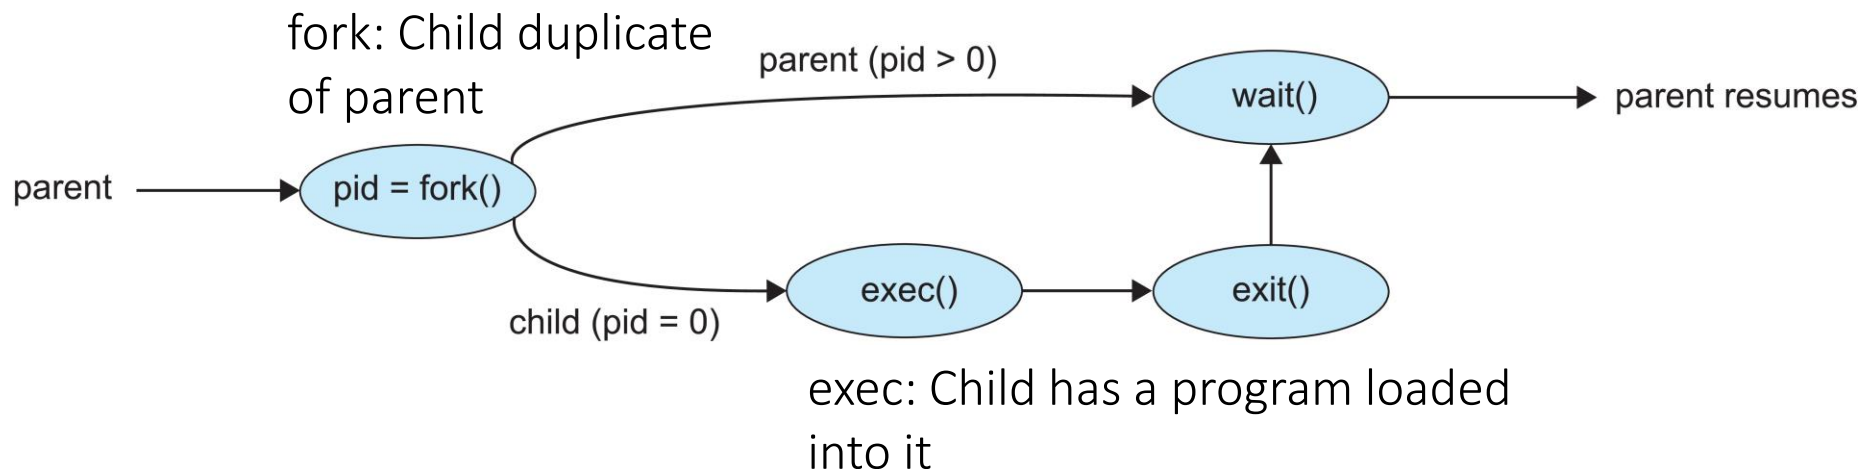 fork: Child duplicate
of parent
parent (pid > 0)
wait()
parent resumes
parent
pid = fork()
child (pid = 0)
exec()
exit()
exec: Child has a program loaded
into it